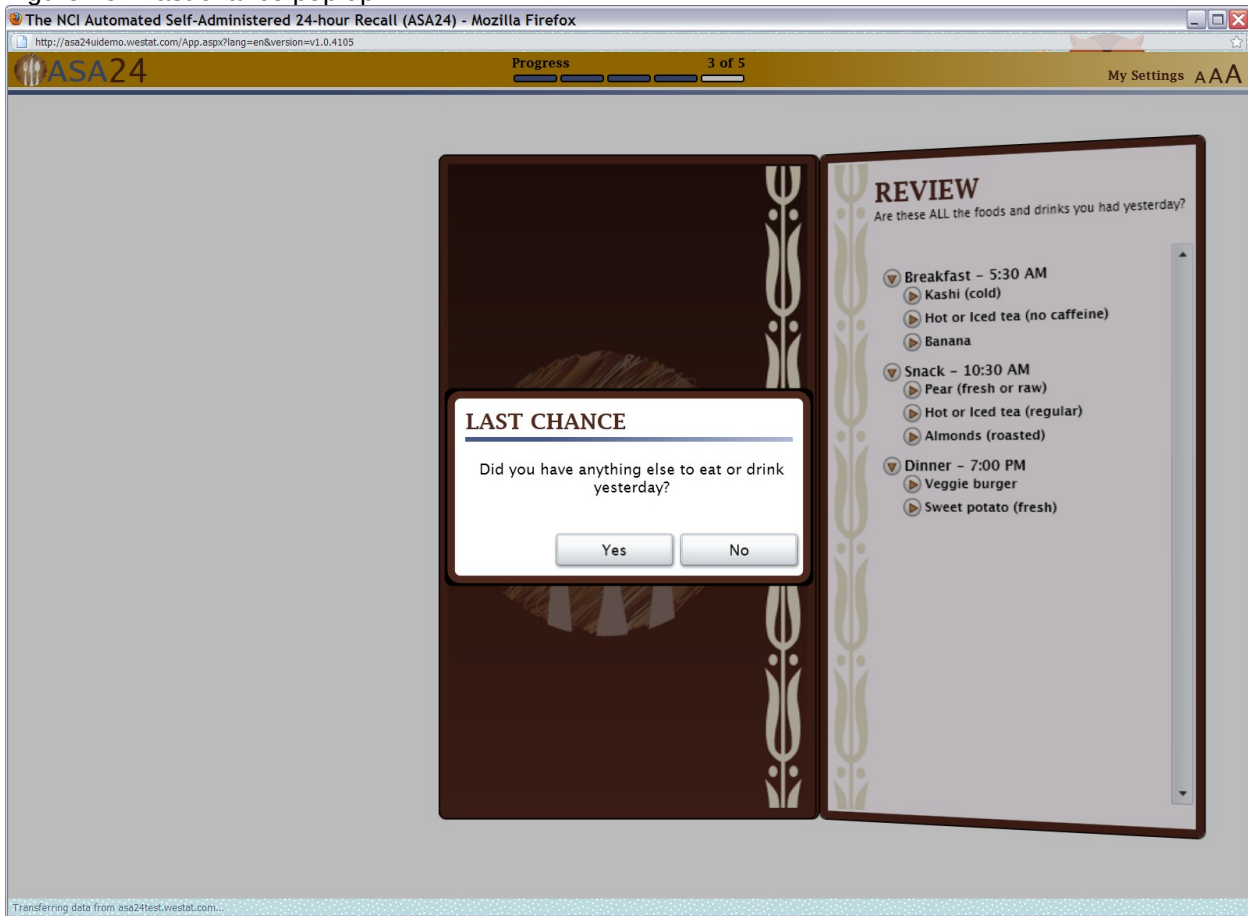 The NCI Automated Self-Administered 24-hour Recall (ASA24) - Mozilla Firefox
http://asa24uidemo.westat.com/App.aspx?lang=en&version=v1.0.4105
ASA24
Progress 3 of 5
My Settings A A A
REVIEW
Are these ALL the foods and drinks you had yesterday?
Breakfast – 5:30 AM
Kashi (cold)
Hot or Iced tea (no caffeine)
Banana
Snack – 10:30 AM
Pear (fresh or raw)
Hot or Iced tea (regular)
Almonds (roasted)
Dinner – 7:00 PM
Veggie burger
Sweet potato (fresh)
LAST CHANCE
Did you have anything else to eat or drink
yesterday?
Yes No
Transferring data from asa24test.westat.com...